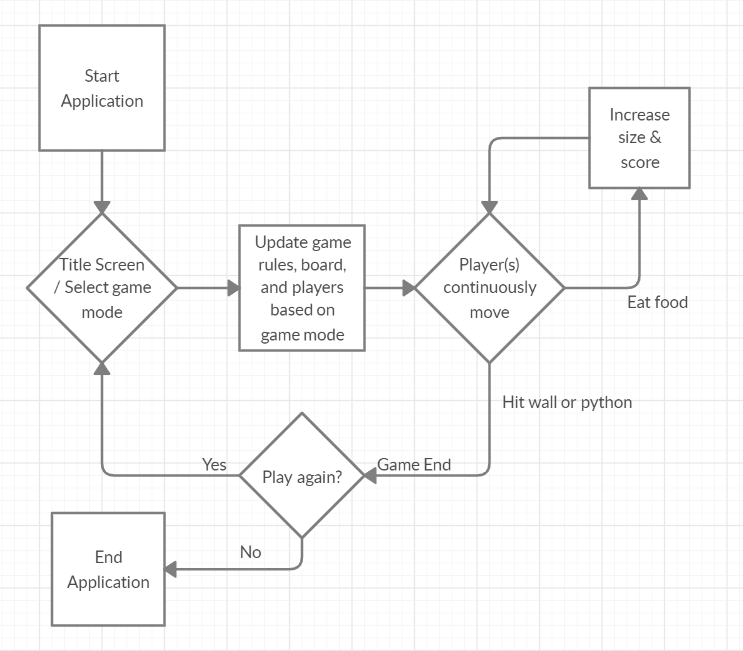 Start
Application
Increase
size &
score
Title Screen
/ Select game
mode
Update game
rules, board,
and players
based on
game mode
Player(s)
continuously
move
Eat food
Hit wall or python
Game End
Yes
Play again?
No
End
Application